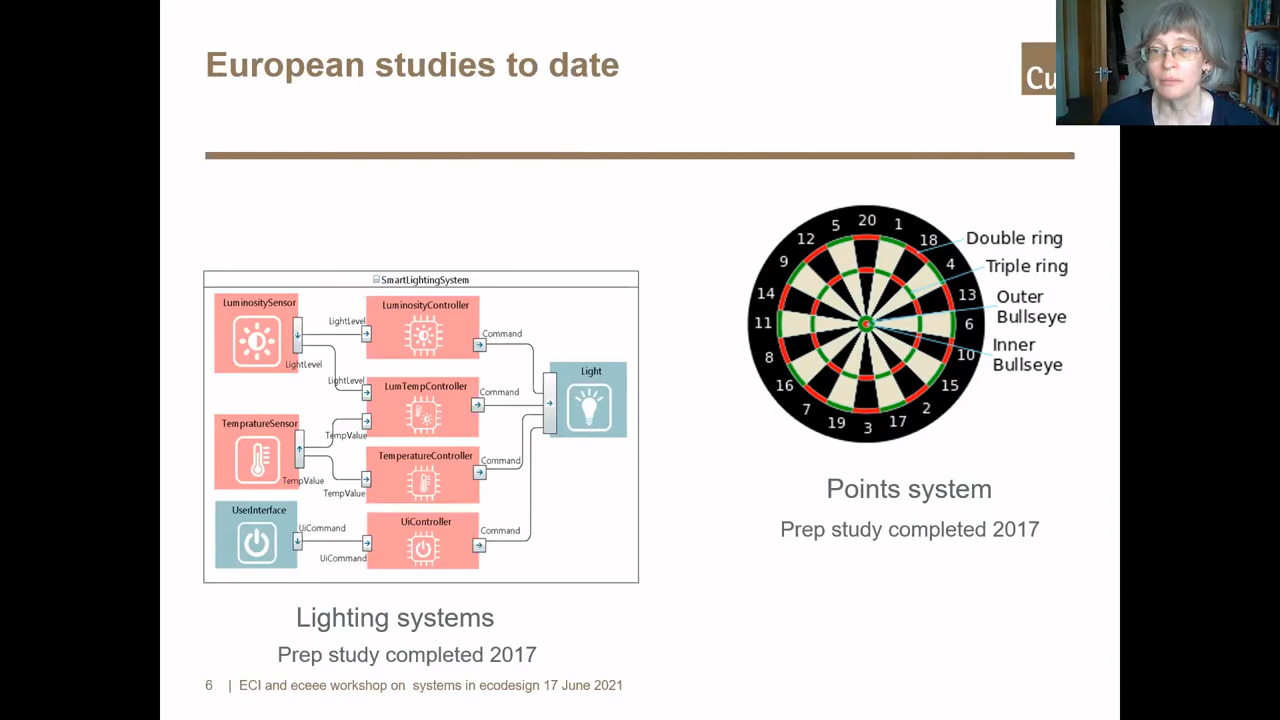 European studies to date
Cu
SmartLightingSystem
LuminositySensor
LuminosityController
LightLevel
Command
LightLevel
LightLevel
LumTempController
Command
Light
TempratureSensor
TempValue
TemperatureController
Command
TempValue
TempValue
UserInterface
UiController
UiCommand
Command
UiCommand
Lighting systems
Prep study completed 2017
20
1
18
4
13
6
10
15
2
17
3
19
7
16
8
11
14
9
12
5
Double ring
Triple ring
Outer
Bullseye
Inner
Bullseye
Points system
Prep study completed 2017
6 | ECI and eceee workshop on systems in ecodesign 17 June 2021